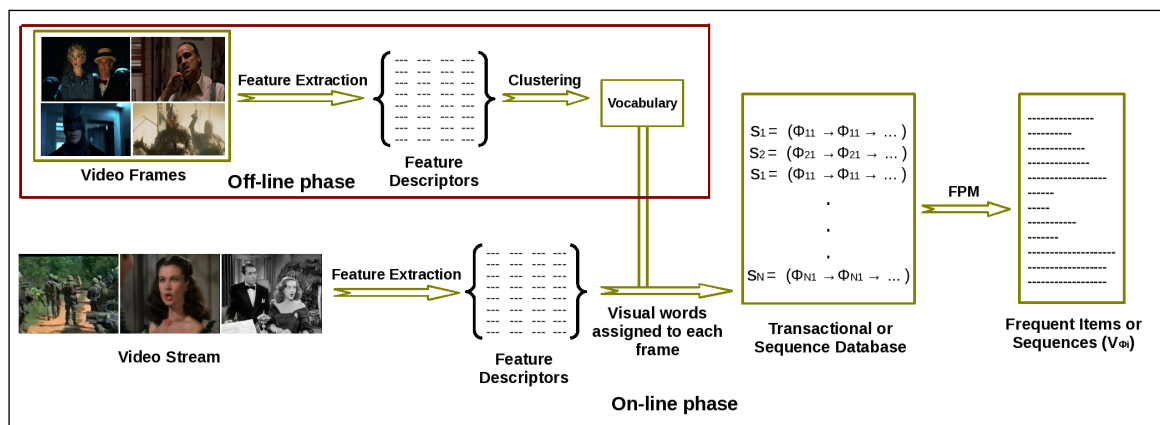 Feature Extraction
Clustering
Vocabulary
Video Frames
Feature
Descriptors
Off-line phase
S1 = (Φ11 → Φ11 → ... )
S2 = (Φ21 → Φ21 → ... )
S1 = (Φ11 → Φ11 → ... )
.
.
.
SN = (ΦN1 → ΦN1 → ... )
FPM
Feature Extraction
Video Stream
Feature
Descriptors
Visual words
assigned to each
frame
Transactional or
Sequence Database
Frequent Items or
Sequences (VΦi)
On-line phase